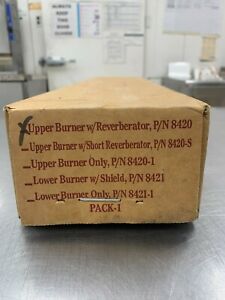 Upper Burner w/Reverberator, P/N 8420
Upper Burner w/Short Reverberator, P/N 8420-S
Upper Burner Only, P/N 8420-1
Lower Burner w/ Shield, P/N 8421
Lower Burner Only, P/N 8421-1
PACK-1